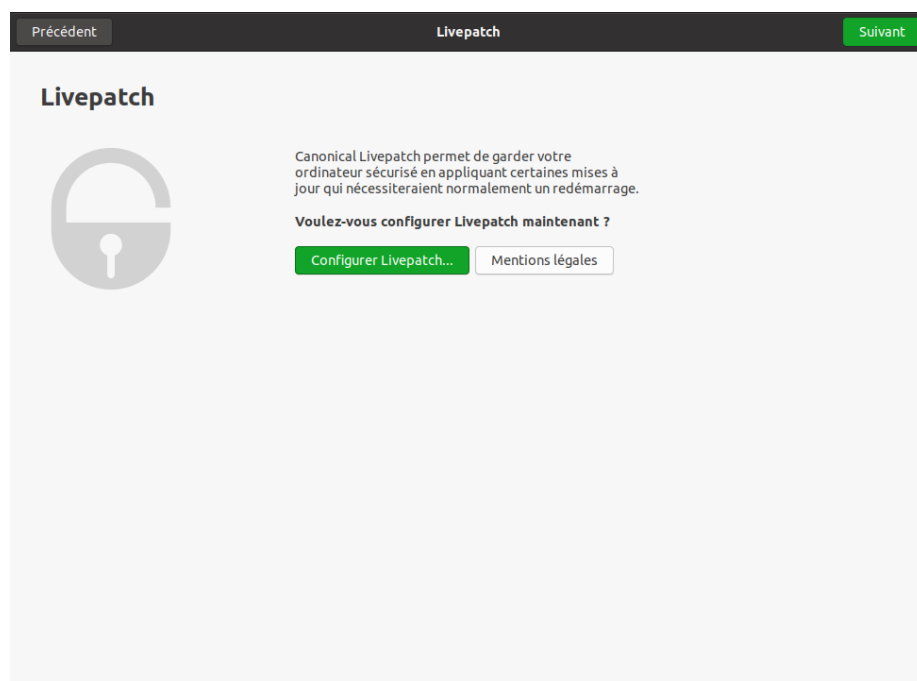 Précédent
Livepatch
Suivant
Livepatch
Canonical Livepatch permet de garder votre
ordinateur sécurisé en appliquant certaines mises à
jour qui nécessiteraient normalement un redémarrage.
Voulez-vous configurer Livepatch maintenant ?
Configurer Livepatch...
Mentions légales